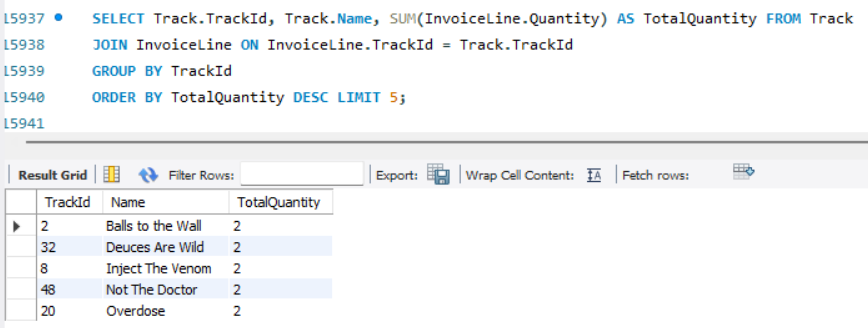 15937 SELECT Track.TrackId, Track.Name, SUM(InvoiceLine.Quantity) AS TotalQuantity FROM Track
15938 JOIN InvoiceLine ON InvoiceLine.TrackId = Track.TrackId
15939 GROUP BY TrackId
15940 ORDER BY TotalQuantity DESC LIMIT 5;
15941
Result Grid Filter Rows: Export: Wrap Cell Content: IA Fetch rows:
TrackId Name TotalQuantity
2 Balls to the Wall 2
32 Deuces Are Wild 2
8 Inject The Venom 2
48 Not The Doctor 2
20 Overdose 2